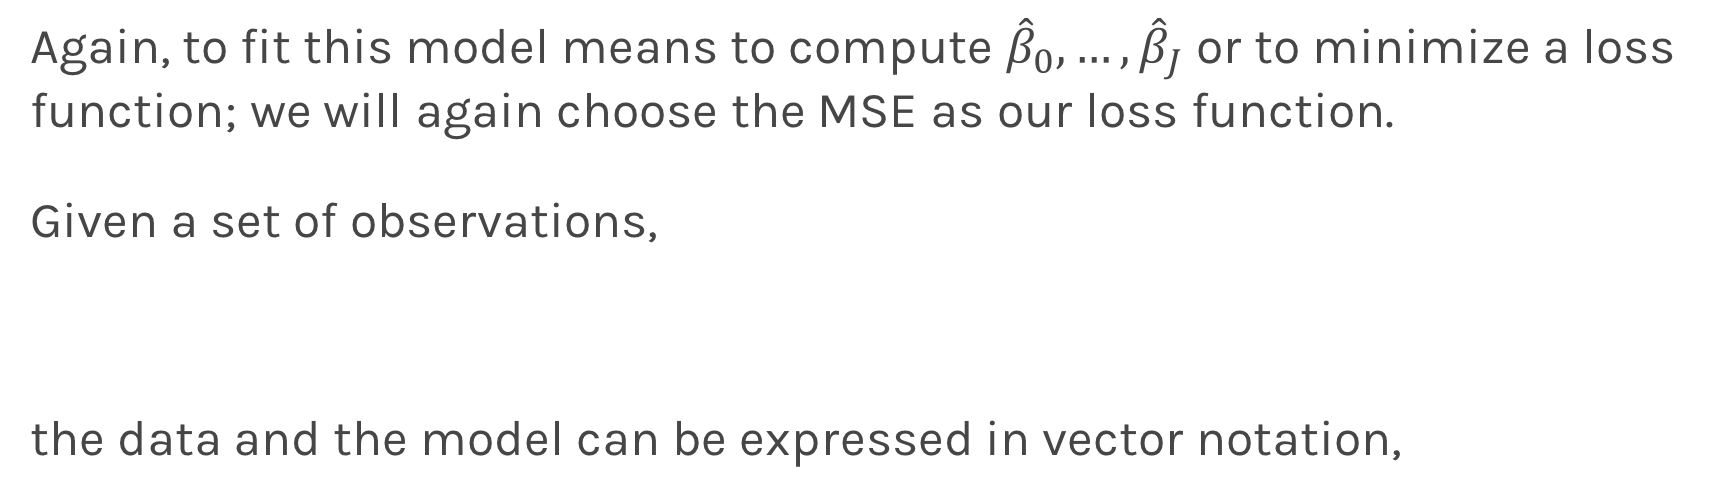 Again, to fit this model means to compute β̂₀, … , β̂_J or to minimize a loss
function; we will again choose the MSE as our loss function.
Given a set of observations,
the data and the model can be expressed in vector notation,